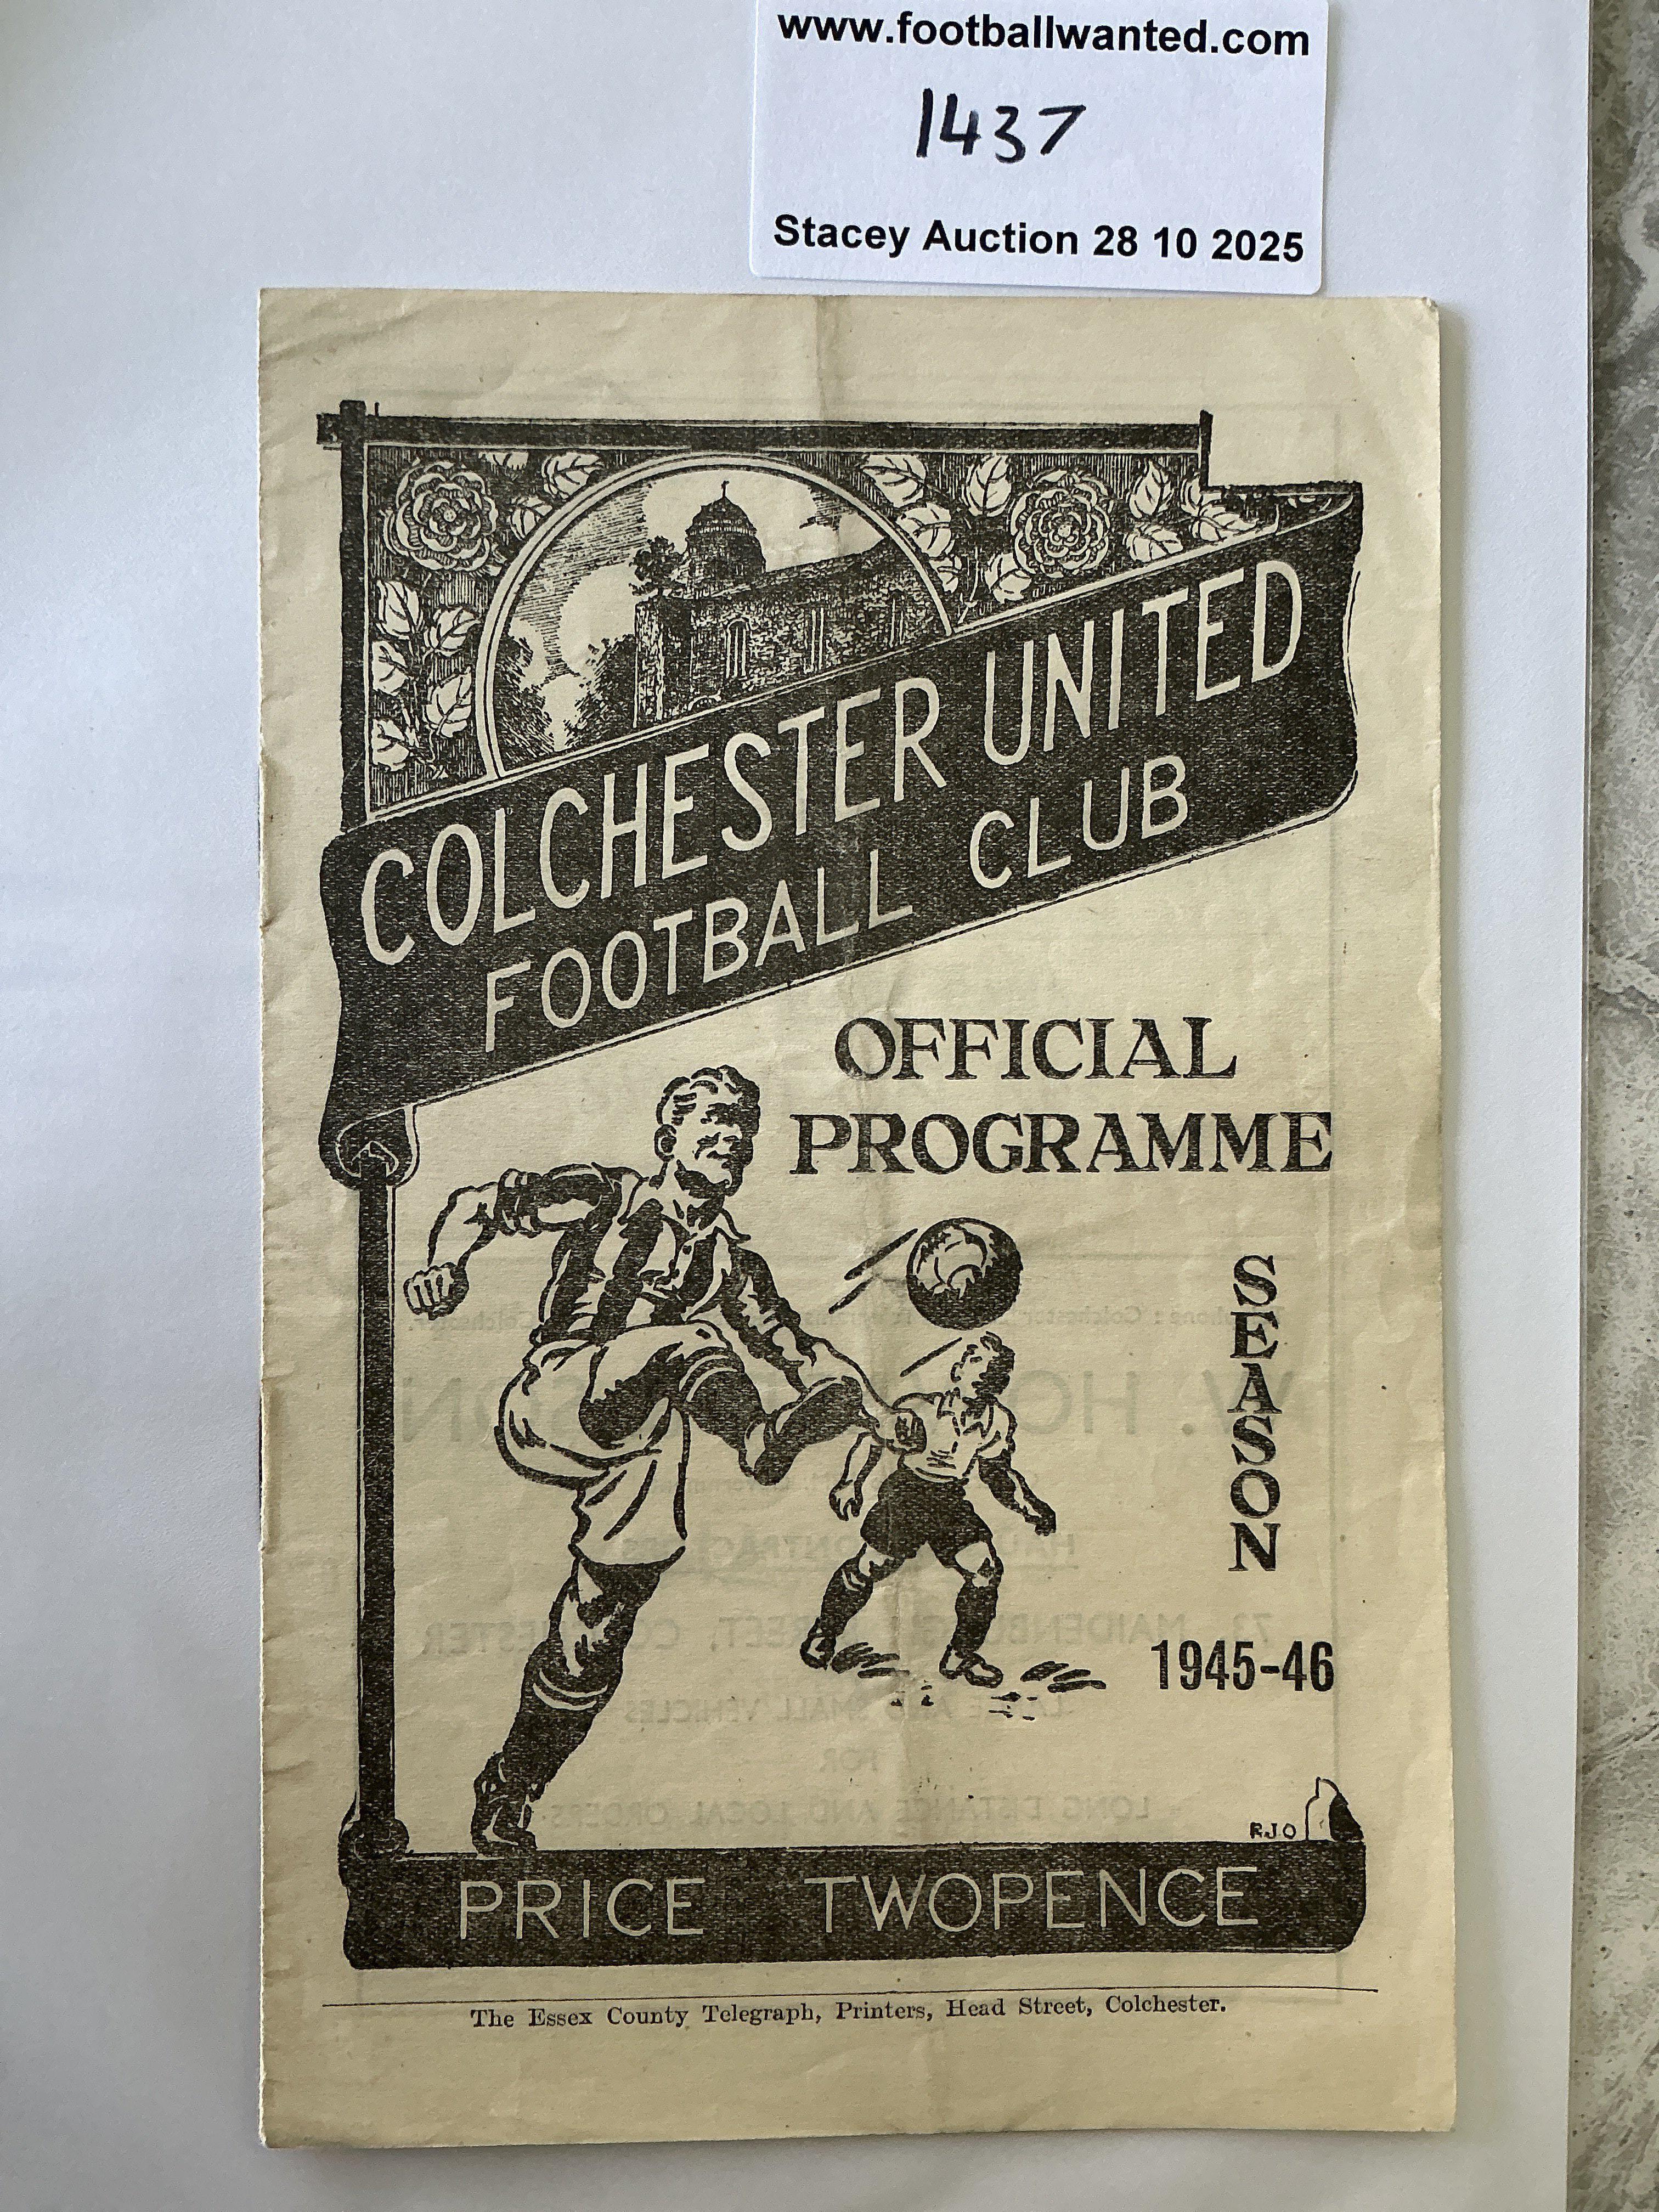 www.footballwanted.com
1437
Stacey Auction 28 10 2025
COLCHESTER UNITED
FOOTBALL CLUB
OFFICIAL
PROGRAMME
SEASON
1945-46
RJO
PRICE TWOPENCE
The Essex County Telegraph, Printers, Head Street, Colchester.